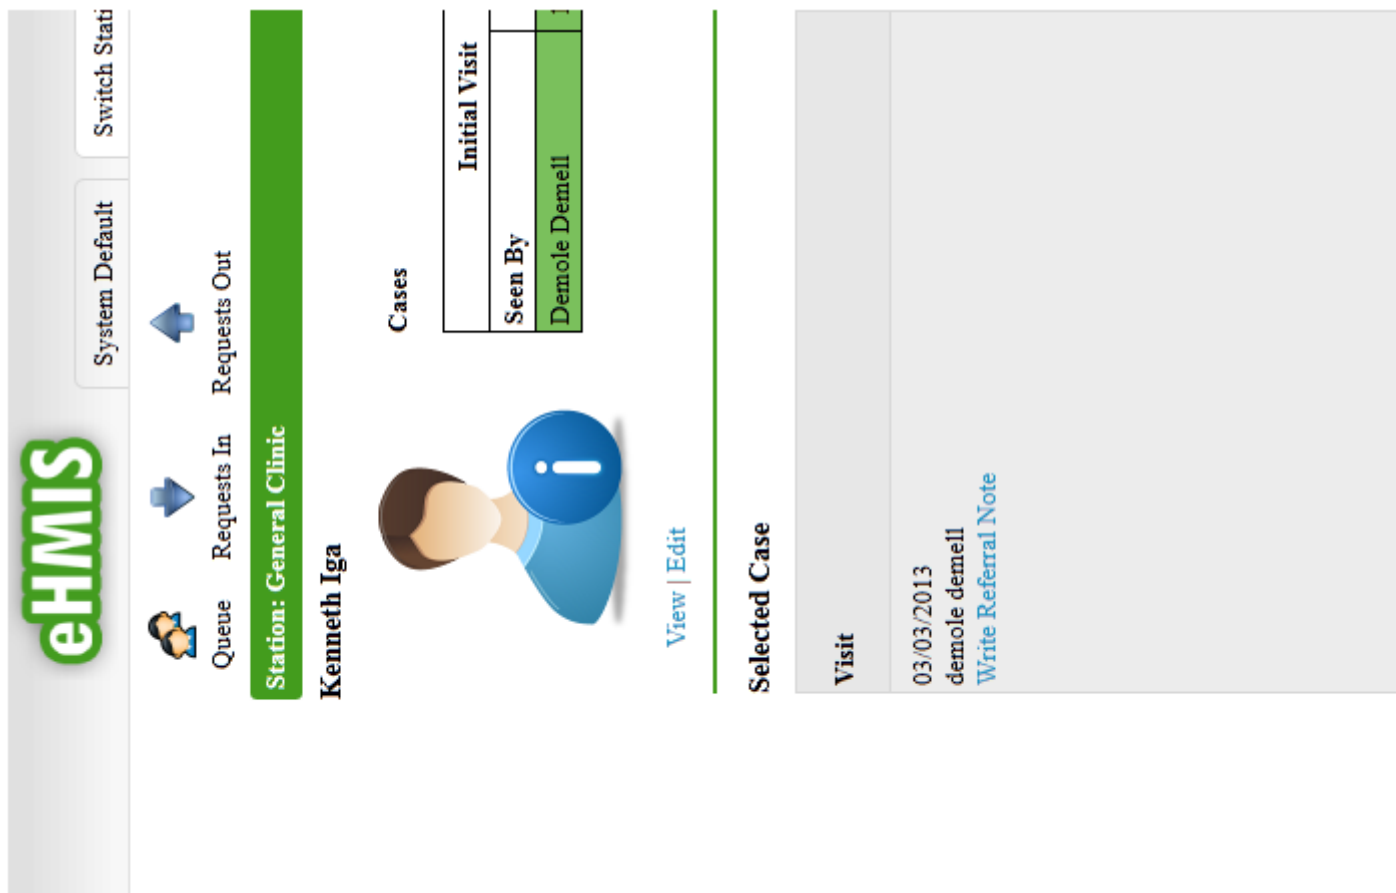 eHMIS
System Default
Switch Stati
Queue
Requests In
Requests Out
Station: General Clinic
Kenneth Iga
Cases
Initial Visit
Seen By
Demole Demell
View | Edit
Selected Case
Visit
03/03/2013
demole demell
Write Referral Note